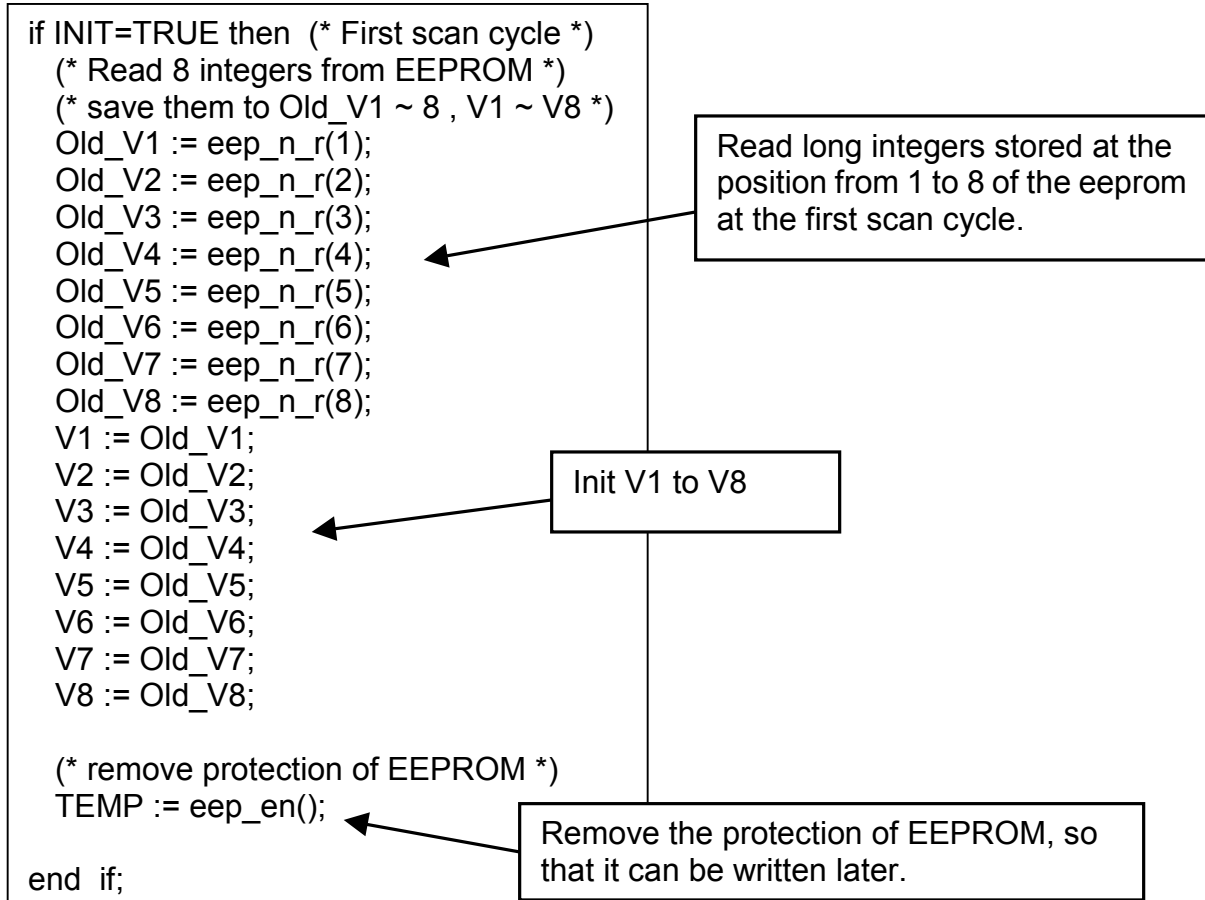 if INIT=TRUE then (* First scan cycle *)
(* Read 8 integers from EEPROM *)
(* save them to Old_V1 ~ 8 , V1 ~ V8 *)
Old_V1 := eep_n_r(1);
Old_V2 := eep_n_r(2);
Old_V3 := eep_n_r(3);
Old_V4 := eep_n_r(4);
Old_V5 := eep_n_r(5);
Old_V6 := eep_n_r(6);
Old_V7 := eep_n_r(7);
Old_V8 := eep_n_r(8);
V1 := Old_V1;
V2 := Old_V2;
V3 := Old_V3;
V4 := Old_V4;
V5 := Old_V5;
V6 := Old_V6;
V7 := Old_V7;
V8 := Old_V8;
(* remove protection of EEPROM *)
TEMP := eep_en();
end if;
Read long integers stored at the
position from 1 to 8 of the eeprom
at the first scan cycle.
Init V1 to V8
Remove the protection of EEPROM, so
that it can be written later.